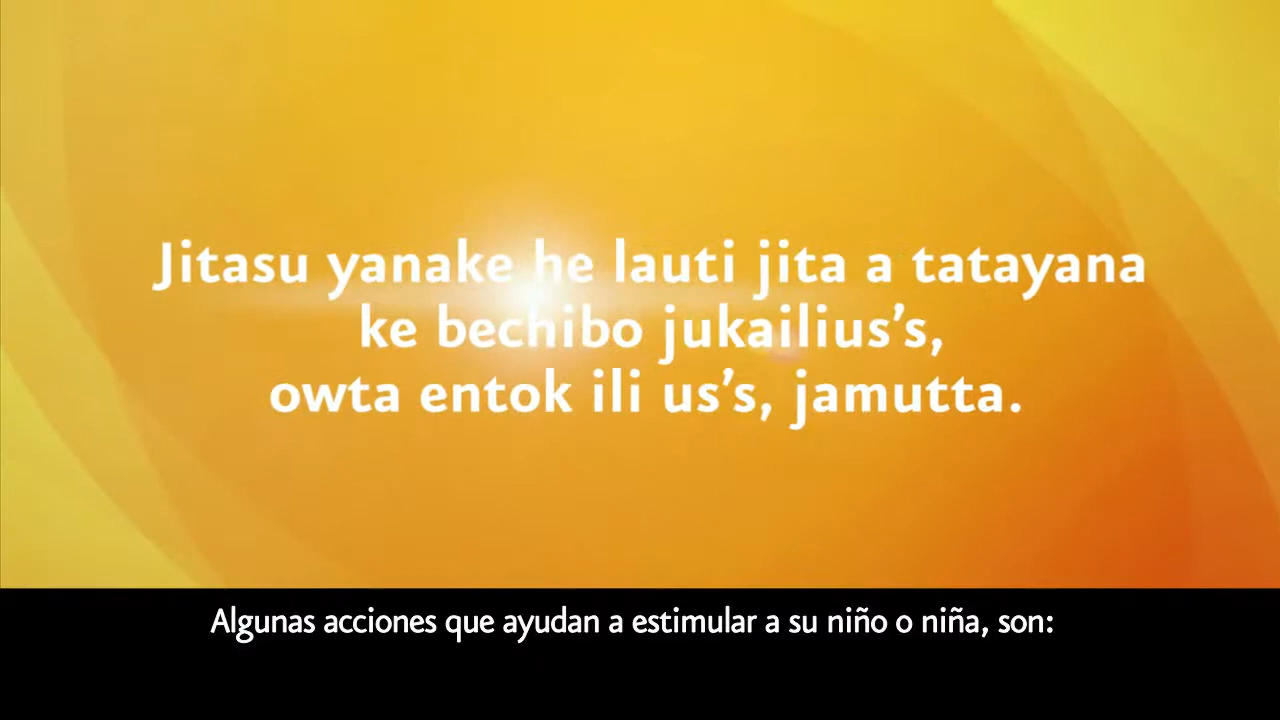 Jitasu yanake he lauti jita a tatayana
ke bechibo jukailius’s,
owta entok ili us’s, jamutta.
Algunas acciones que ayudan a estimular a su niño o niña, son: